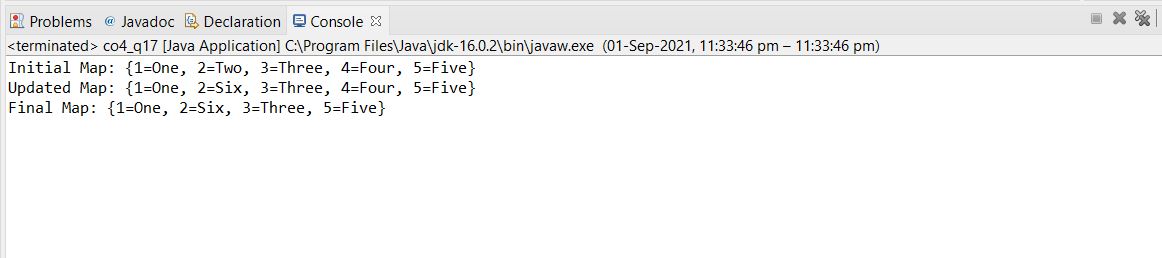 Problems @ Javadoc Declaration Console
<terminated> co4_q17 [Java Application] C:\Program Files\Java\jdk-16.0.2\bin\javaw.exe (01-Sep-2021, 11:33:46 pm – 11:33:46 pm)
Initial Map: {1=One, 2=Two, 3=Three, 4=Four, 5=Five}
Updated Map: {1=One, 2=Six, 3=Three, 4=Four, 5=Five}
Final Map: {1=One, 2=Six, 3=Three, 5=Five}